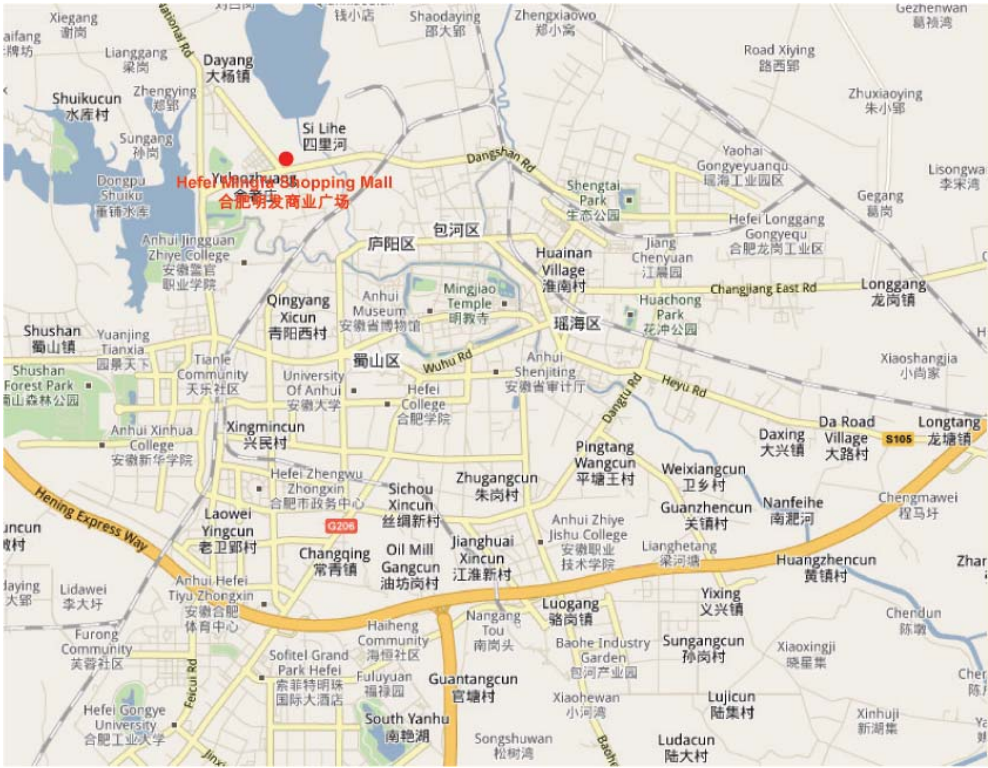 Xiegang
谢岗
钱小店
Shaodaying
邵大郢
Zhengxiaowo
郑小窝
Gezhenwan
葛祯湾
National Rd
Lianggang
梁岗
Dayang
大杨镇
Road Xiying
路西郢
Shuikucun
水库村
Zhengying
郑郢
Zhuxiaoying
朱小郢
Sungang
孙岗
Si Lihe
四里河
Dangshan Rd
Yaohai
Gongyeyuanqu
瑶海工业园区
Lisongwa
李宋湾
Dongpu
Shuiku
董铺水库
Hefei Mingfa Shopping Mall
合肥明发商业广场
Shengtai
Park
生态公园
Gegang
葛岗
Hefei Longgang
Gongyequ
合肥龙岗工业区
Anhui Jingguan
Zhiye College
安徽警官
职业学院
庐阳区
包河区
Huainan
Village
淮南村
Jiang
Chenyuan
江晨园
Changjiang East Rd
Longgang
龙岗镇
Qingyang
Xicun
青阳西村
Anhui
Museum
安徽省博物馆
Mingjiao
Temple
明教寺
Huachong
Park
花冲公园
瑶海区
Shushan
蜀山镇
Yuanjing
Tianxia
园景天下
Tianle
Community
天乐社区
蜀山区
Wuhu Rd
Anhui
Shenjiting
安徽省审计厅
Xiaoshangjia
小尚家
Shushan
Forest Park
蜀山森林公园
University
Of Anhui
安徽大学
Hefei
College
合肥学院
Dangtu Rd
Heyu Rd
Anhui Xinhua
College
安徽新华学院
Xingmincun
兴民村
Daxing
大兴镇
Da Road
Village
大路村
S105
Longtang
龙塘镇
Pingtang
Wangcun
平塘王村
Hefei Zhengwu
Zhongxin
合肥市政务中心
Zhugangcun
朱岗村
Weixiangcun
卫乡村
Hening Express Way
Sichou
Xincun
丝绸新村
Guanzhencun
关镇村
Nanfeihe
南淝河
Chengmawei
程马圩
Laowei
Yingcun
老卫郢村
G206
Changqing
常青镇
Oil Mill
Gangcun
油坊岗村
Jianghuai
Xincun
江淮新村
Anhui Zhiye
Jishu College
安徽职业
技术学院
Lianghetang
梁河塘
Huangzhencun
黄镇村
Lidawei
李大圩
Anhui Hefei
Tiyu Zhongxin
安徽合肥
体育中心
Luogang
骆岗镇
Yixing
义兴镇
Chendun
陈墩
Furong
Community
芙蓉社区
Haiheng
Community
海恒社区
Nangang
Tou
南岗头
Baohe Industry
Garden
包河产业园
Sungangcun
孙岗村
Xiaoxingji
晓星集
Feicui Rd
Sofitel Grand
Park Hefei
索菲特明珠
国际大酒店
Fuluyuan
福禄园
Guantangcun
官塘村
Xiaohewan
小河湾
Lujicun
陆集村
Hefei Gongye
University
合肥工业大学
South Yanhu
南艳湖
Songshuwan
松树湾
Ludacun
陆大村
Xinhuji
新湖集